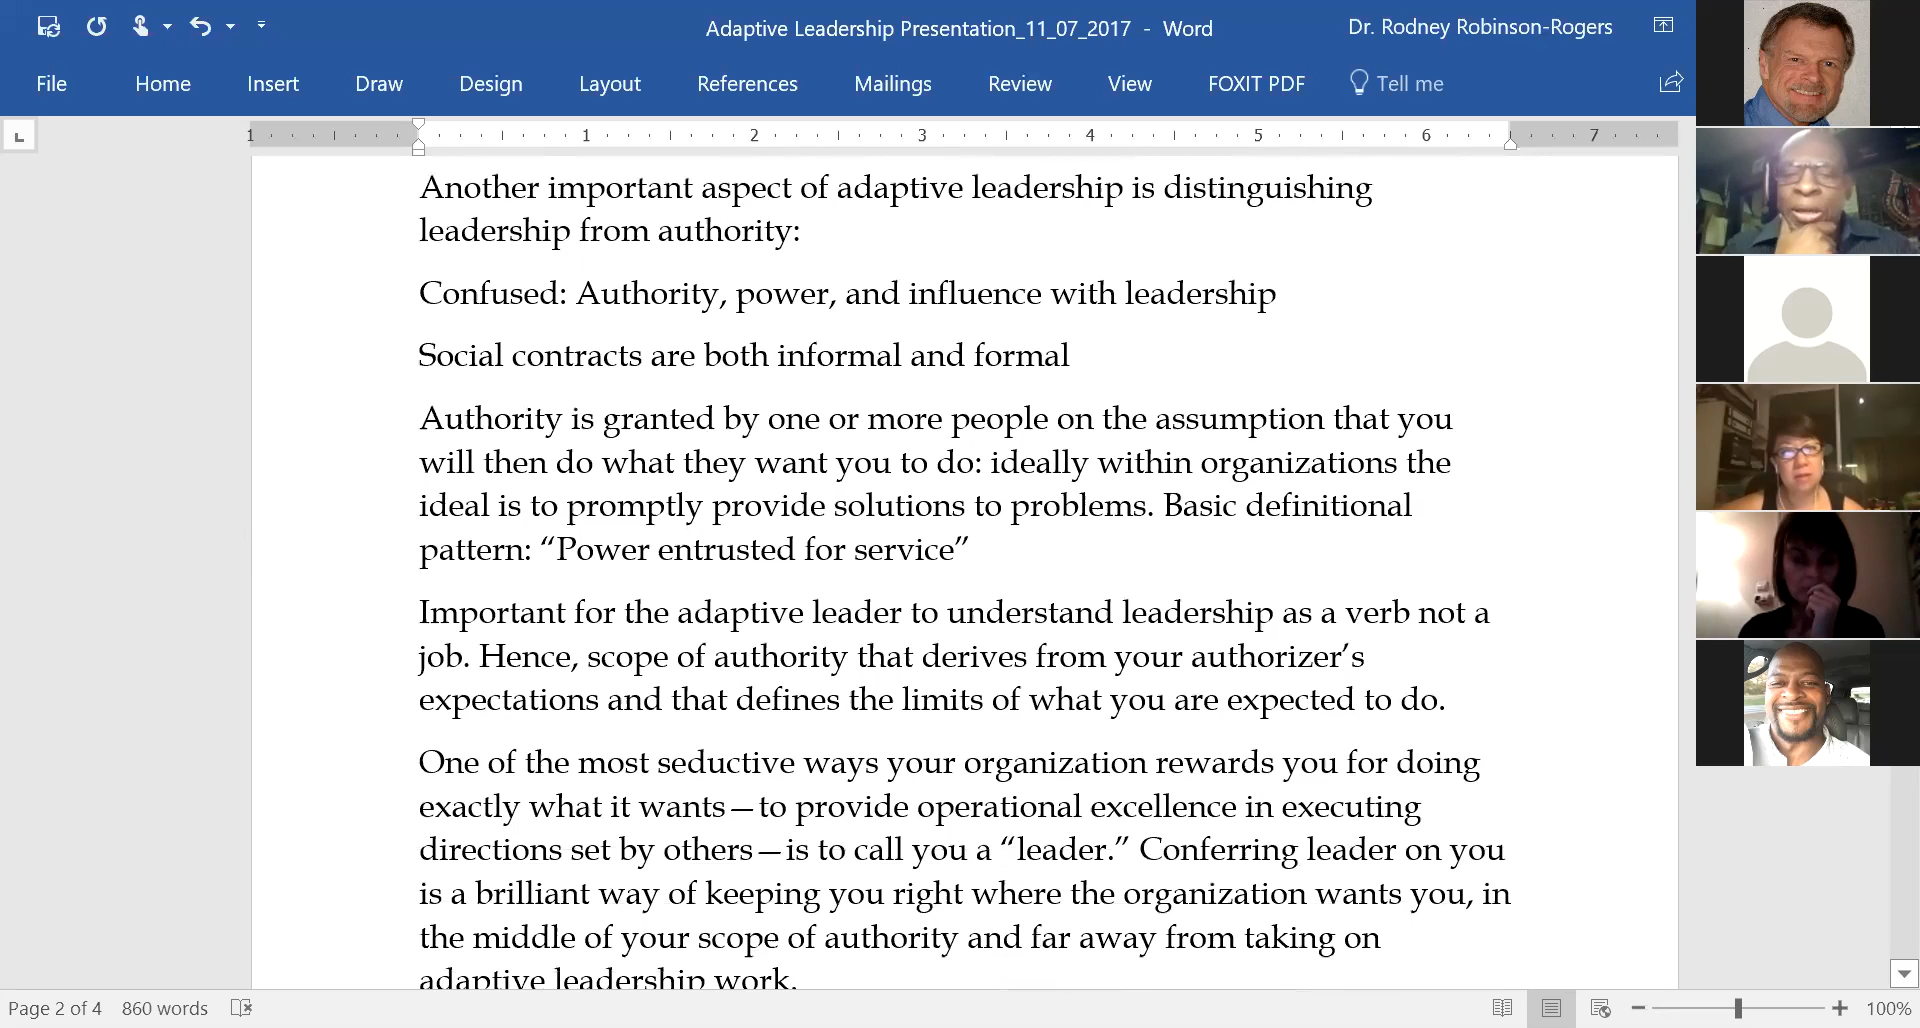 Adaptive Leadership Presentation_11_07_2017 - Word
Dr. Rodney Robinson-Rogers
File Home Insert Draw Design Layout References Mailings Review View FOXIT PDF Tell me
1 1 2 3 4 5 6 7
Another important aspect of adaptive leadership is distinguishing
leadership from authority:
Confused: Authority, power, and influence with leadership
Social contracts are both informal and formal
Authority is granted by one or more people on the assumption that you
will then do what they want you to do: ideally within organizations the
ideal is to promptly provide solutions to problems. Basic definitional
pattern: “Power entrusted for service”
Important for the adaptive leader to understand leadership as a verb not a
job. Hence, scope of authority that derives from your authorizer’s
expectations and that defines the limits of what you are expected to do.
One of the most seductive ways your organization rewards you for doing
exactly what it wants—to provide operational excellence in executing
directions set by others—is to call you a “leader.” Conferring leader on you
is a brilliant way of keeping you right where the organization wants you, in
the middle of your scope of authority and far away from taking on
adaptive leadership work.
Page 2 of 4 860 words 100%